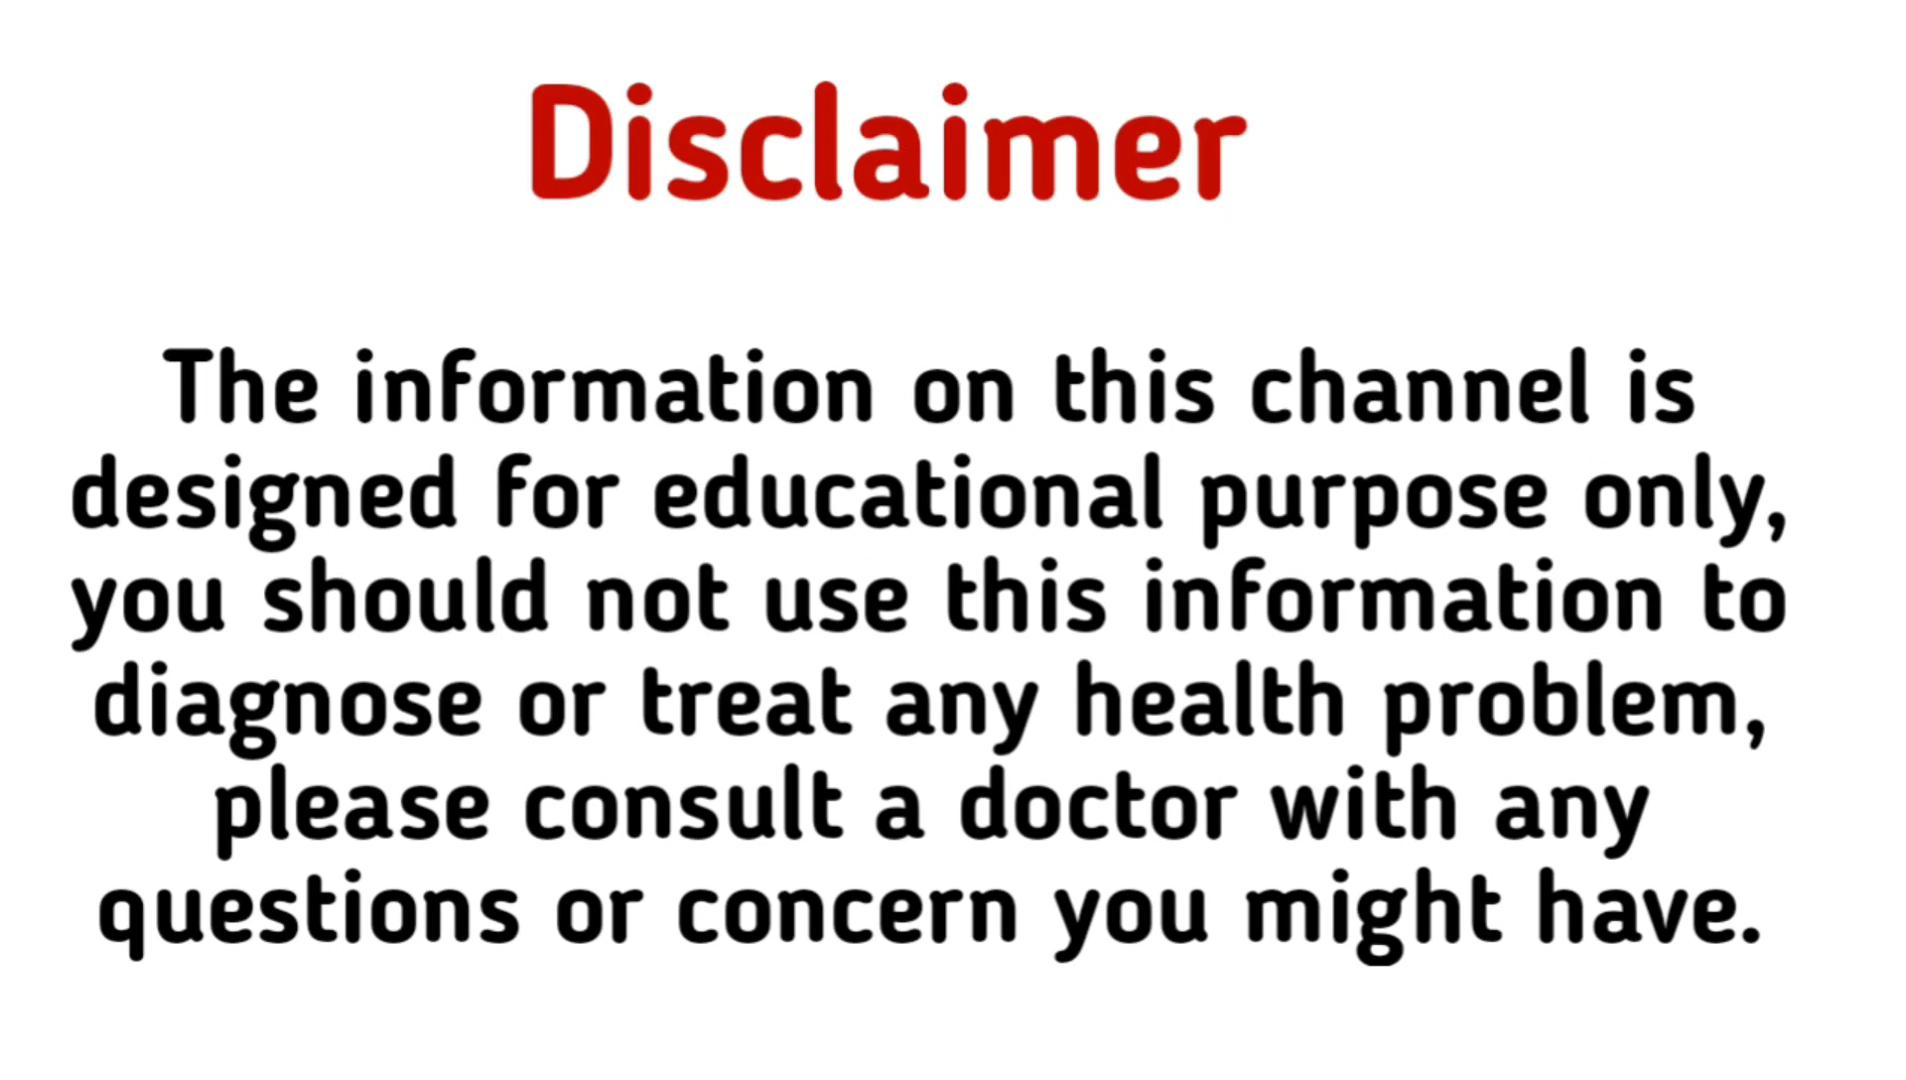 Disclaimer
The information on this channel is
designed for educational purpose only,
you should not use this information to
diagnose or treat any health problem,
please consult a doctor with any
questions or concern you might have.